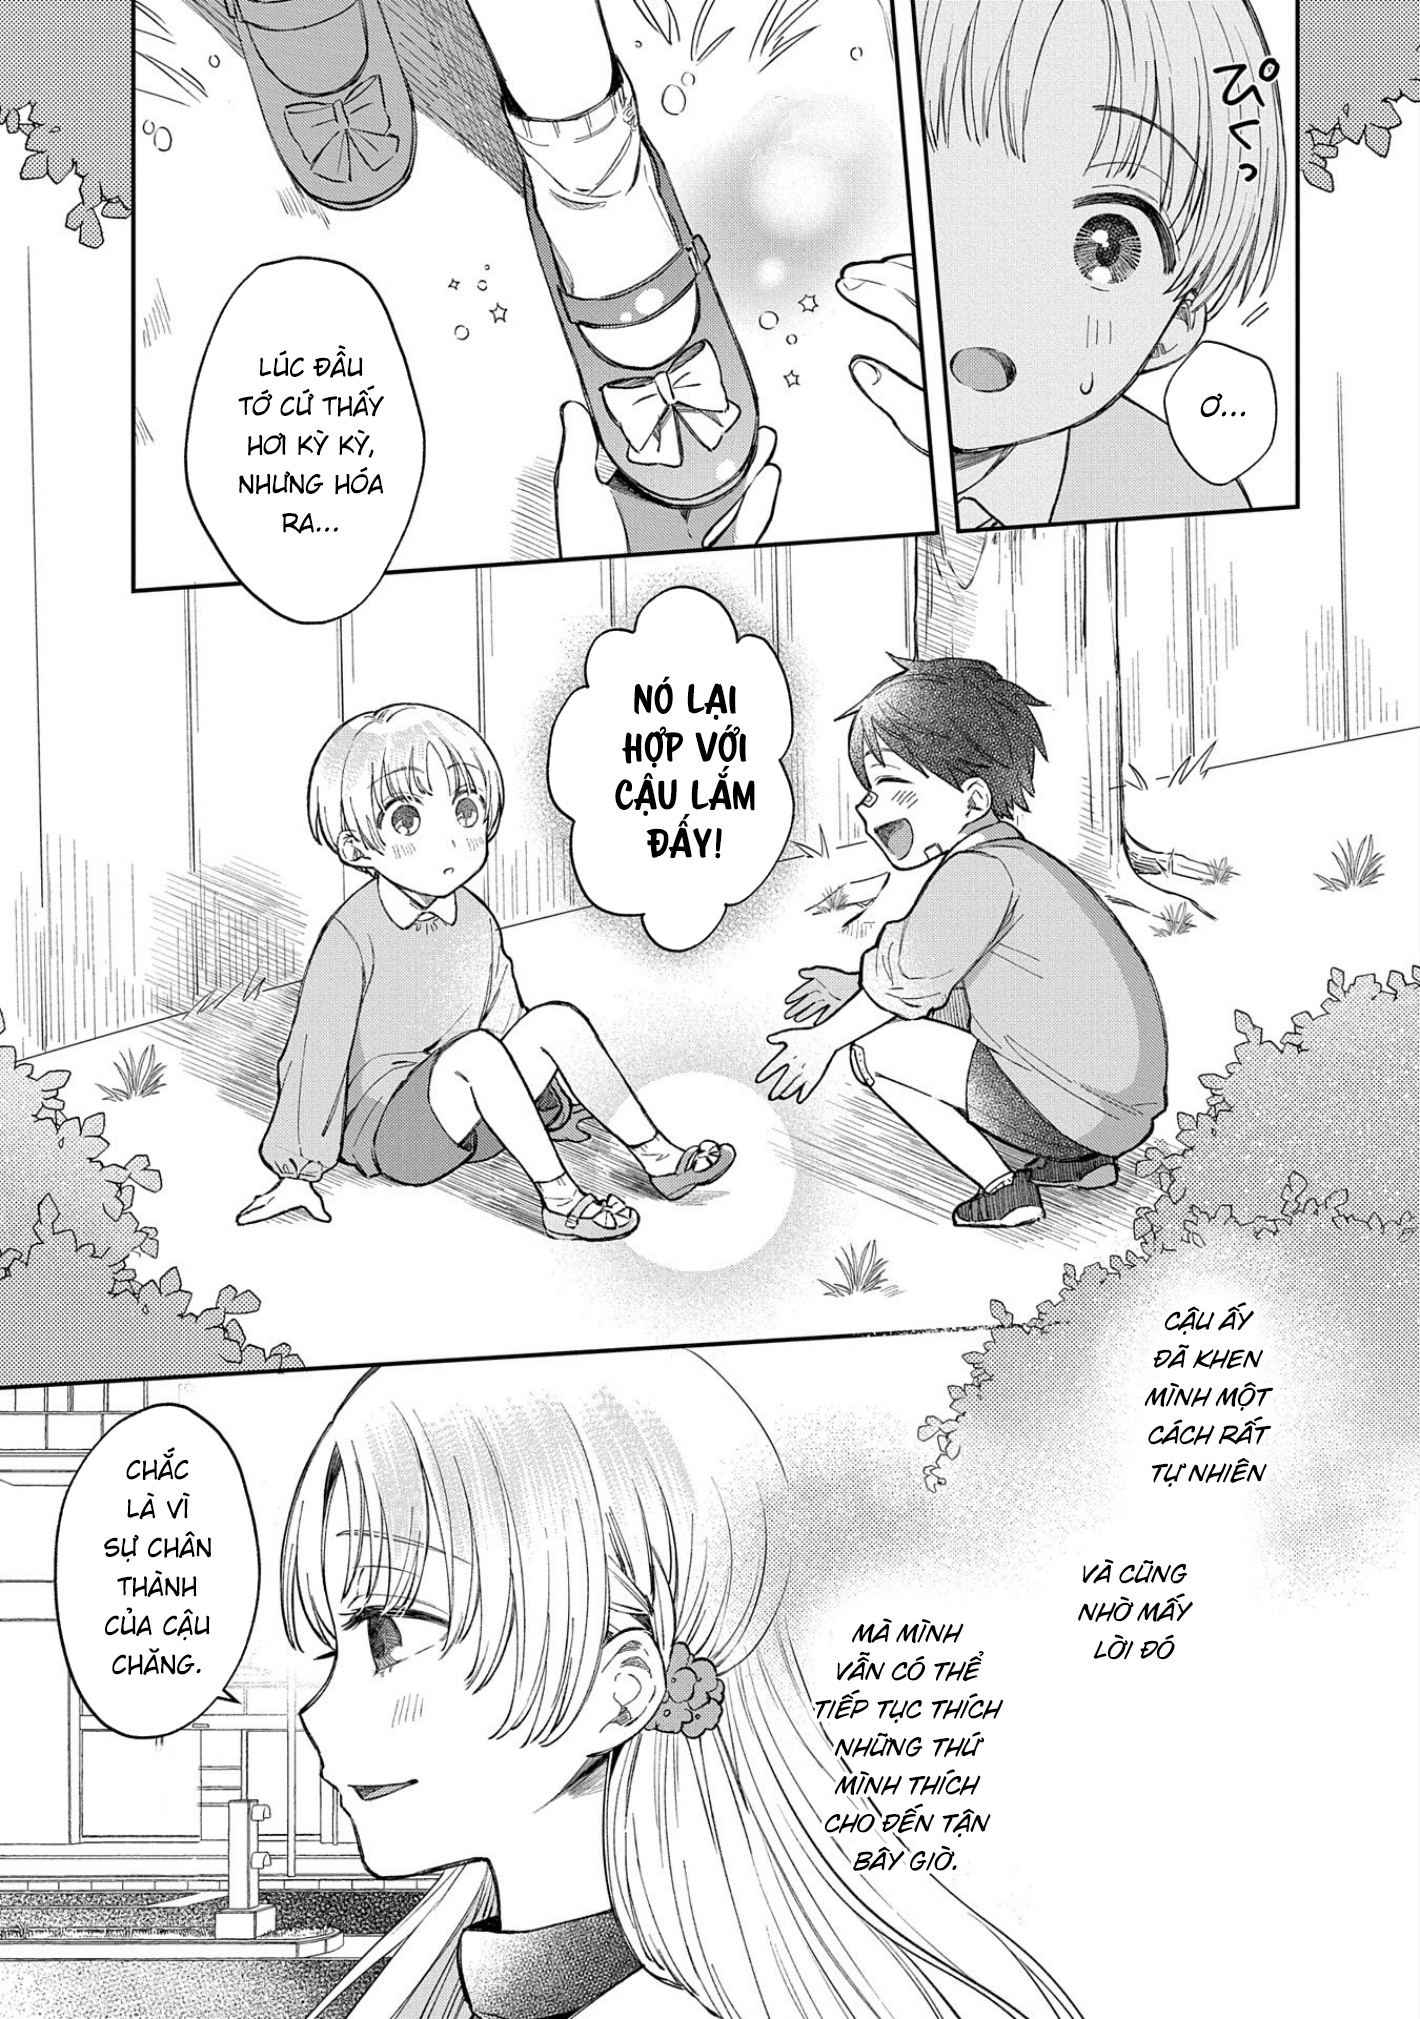 ぴくっ
Ơ...
LÚC ĐẦU
TỚ CỨ THẤY
HƠI KỲ KỲ,
NHƯNG HÓA
RA...
NÓ LẠI
HỢP VỚI
CẬU LẮM
ĐẤY!
CẬU ẤY
ĐÃ KHEN
MÌNH MỘT
CÁCH RẤT
TỰ NHIÊN
VÀ CŨNG
NHỜ MẤY
LỜI ĐÓ
MÀ MÌNH
VẪN CÓ THỂ
TIẾP TỤC THÍCH
NHỮNG THỨ
MÌNH THÍCH
CHO ĐẾN TẬN
BÂY GIỜ.
CHẮC
LÀ VÌ
SỰ CHÂN
THÀNH
CỦA CẬU
CHĂNG.